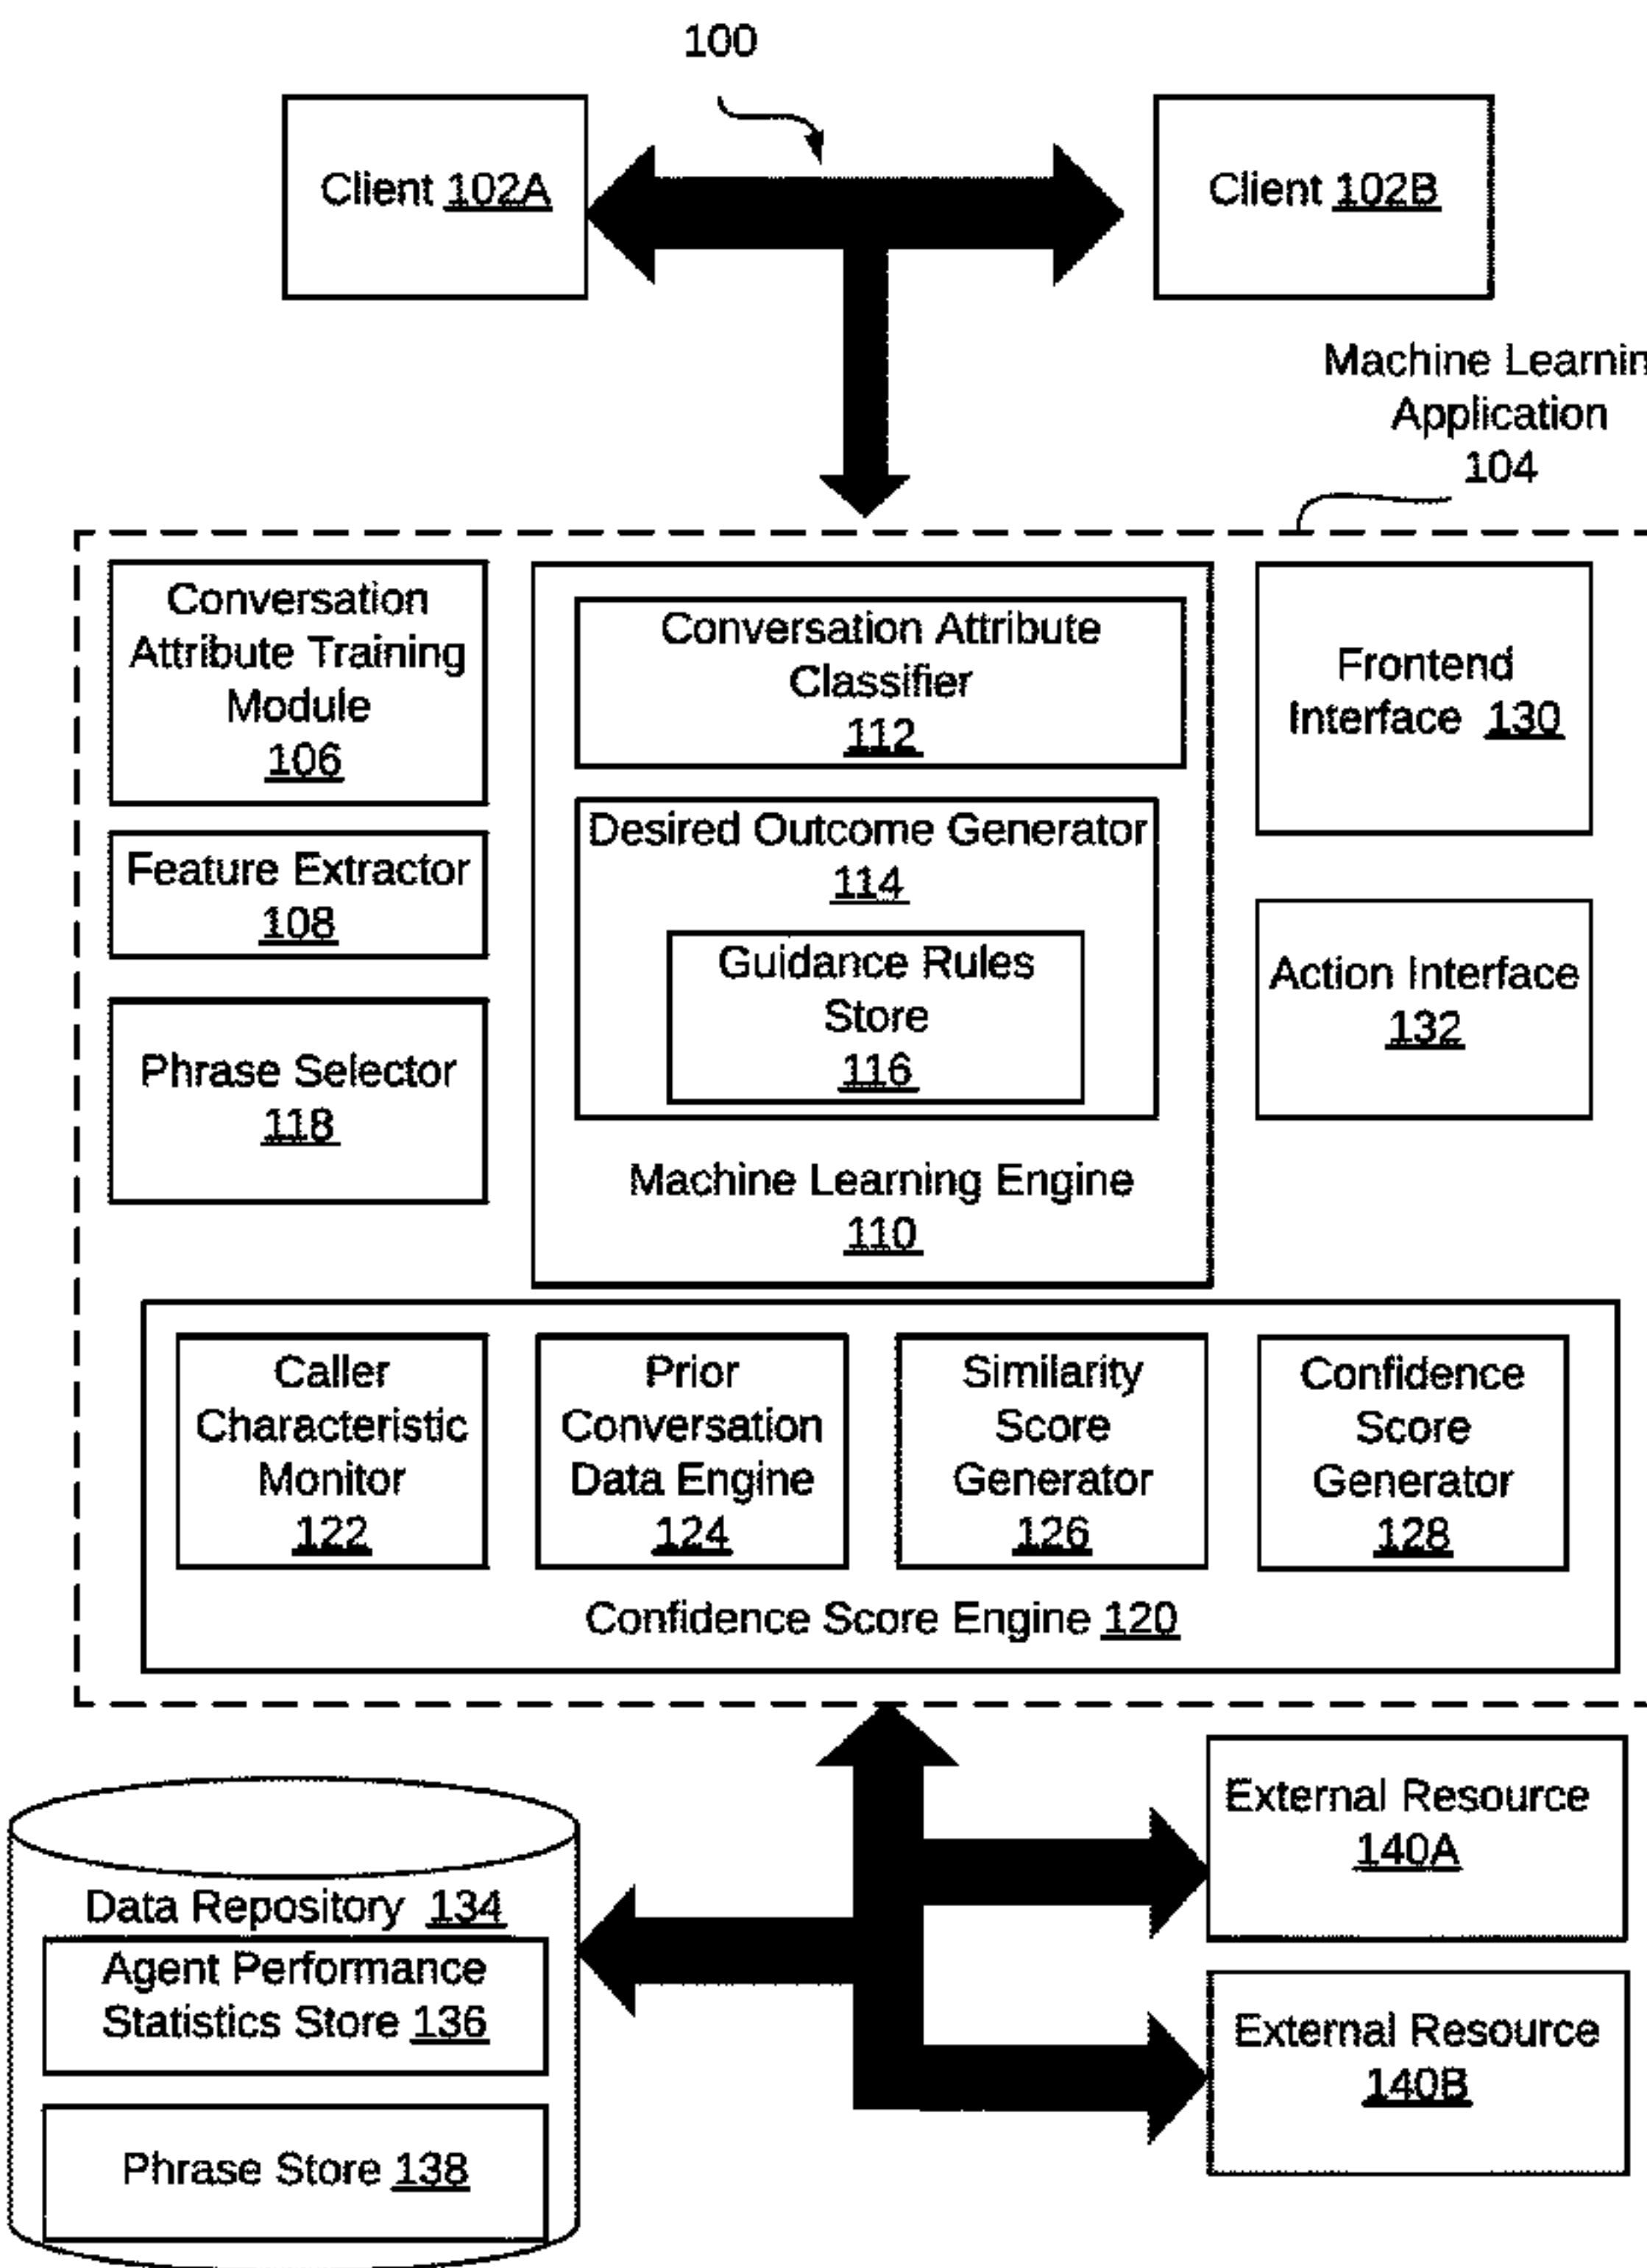 100
Client 102A
Client 102B
Machine Learnin
Application
104
Conversation
Attribute Training
Module
106
Feature Extractor
108
Phrase Selector
118
Conversation Attribute
Classifier
112
Desired Outcome Generator
114
Guidance Rules
Store
116
Machine Learning Engine
110
Frontend
Interface 130
Action Interface
132
Caller
Characteristic
Monitor
122
Prior
Conversation
Data Engine
124
Similarity
Score
Generator
126
Confidence
Score
Generator
128
Confidence Score Engine 120
Data Repository 134
Agent Performance
Statistics Store 136
Phrase Store 138
External Resource
140A
External Resource
140B